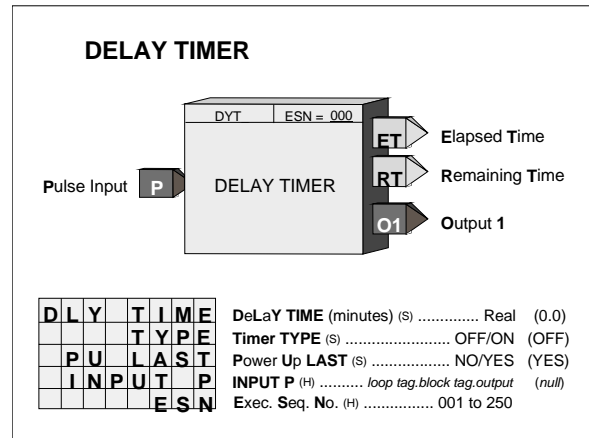 DELAY TIMER
DYT ESN = 000
ET Elapsed Time
Pulse Input P DELAY TIMER RT Remaining Time
O1 Output 1
DLY TIME DeLaY TIME (minutes) (S) .............. Real (0.0)
TYPE Timer TYPE (S) ....................... OFF/ON (OFF)
PU LAST Power Up LAST (S) ................. NO/YES (YES)
INPUT P INPUT P (H) .......... loop tag.block tag.output (null)
ESN Exec. Seq. No. (H) ................ 001 to 250